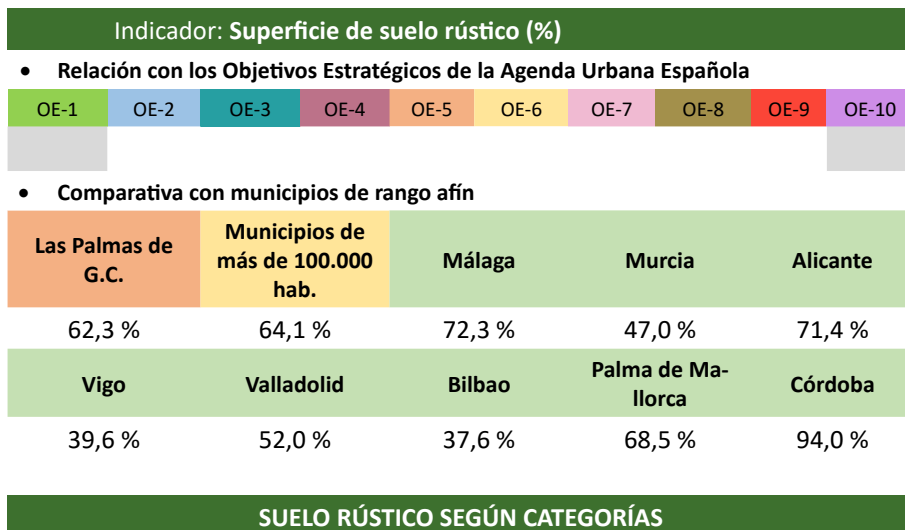 Indicador: Superficie de suelo rústico (%)
• Relación con los Objetivos Estratégicos de la Agenda Urbana Española
OE-1 OE-2 OE-3 OE-4 OE-5 OE-6 OE-7 OE-8 OE-9 OE-10
• Comparativa con municipios de rango afín
Las Palmas de G.C. Municipios de más de 100.000 hab. Málaga Murcia Alicante
62,3 % 64,1 % 72,3 % 47,0 % 71,4 %
Vigo Valladolid Bilbao Palma de Ma-llorca Córdoba
39,6 % 52,0 % 37,6 % 68,5 % 94,0 %
SUELO RÚSTICO SEGÚN CATEGORÍAS